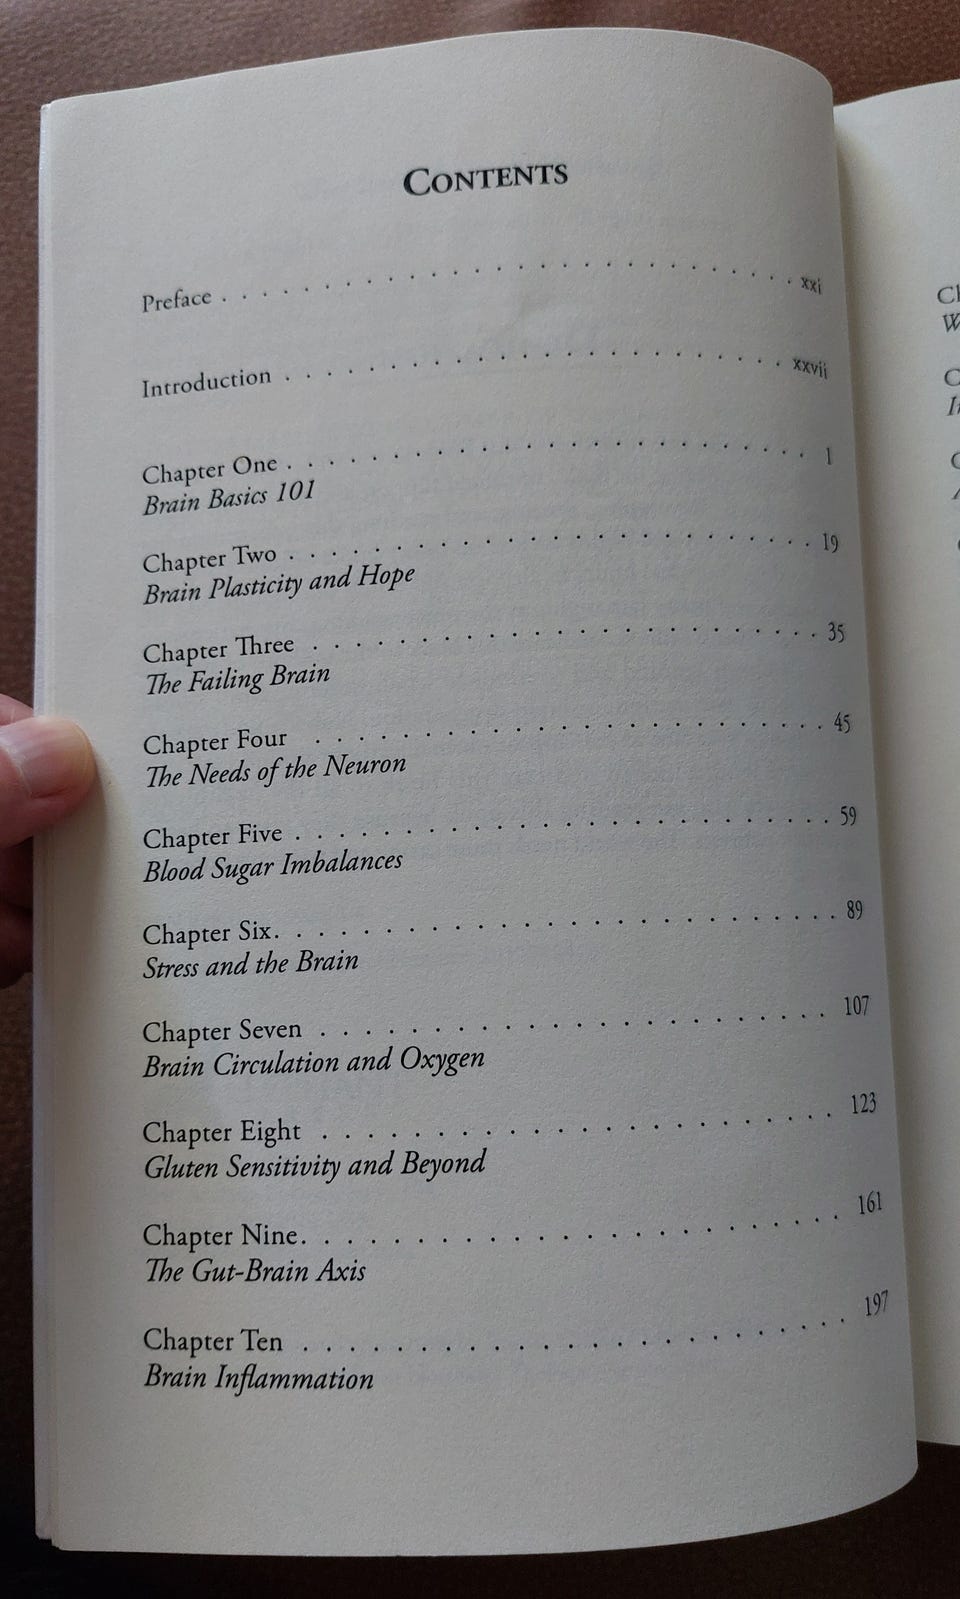 CONTENTS
Preface . . . . . . . . . . . . . . . . . . . . . . xxi
Introduction . . . . . . . . . . . . . . . . . . . . xxvii
Chapter One . . . . . . . . . . . . . . . . . . . . 1
Brain Basics 101
Chapter Two . . . . . . . . . . . . . . . . . . . . 19
Brain Plasticity and Hope
Chapter Three . . . . . . . . . . . . . . . . . . . 35
The Failing Brain
Chapter Four . . . . . . . . . . . . . . . . . . . 45
The Needs of the Neuron
Chapter Five . . . . . . . . . . . . . . . . . . . . 59
Blood Sugar Imbalances
Chapter Six. . . . . . . . . . . . . . . . . . . . . 89
Stress and the Brain
Chapter Seven . . . . . . . . . . . . . . . . . . . 107
Brain Circulation and Oxygen
Chapter Eight . . . . . . . . . . . . . . . . . . . 123
Gluten Sensitivity and Beyond
Chapter Nine. . . . . . . . . . . . . . . . . . . . 161
The Gut-Brain Axis
Chapter Ten . . . . . . . . . . . . . . . . . . . . 197
Brain Inflammation